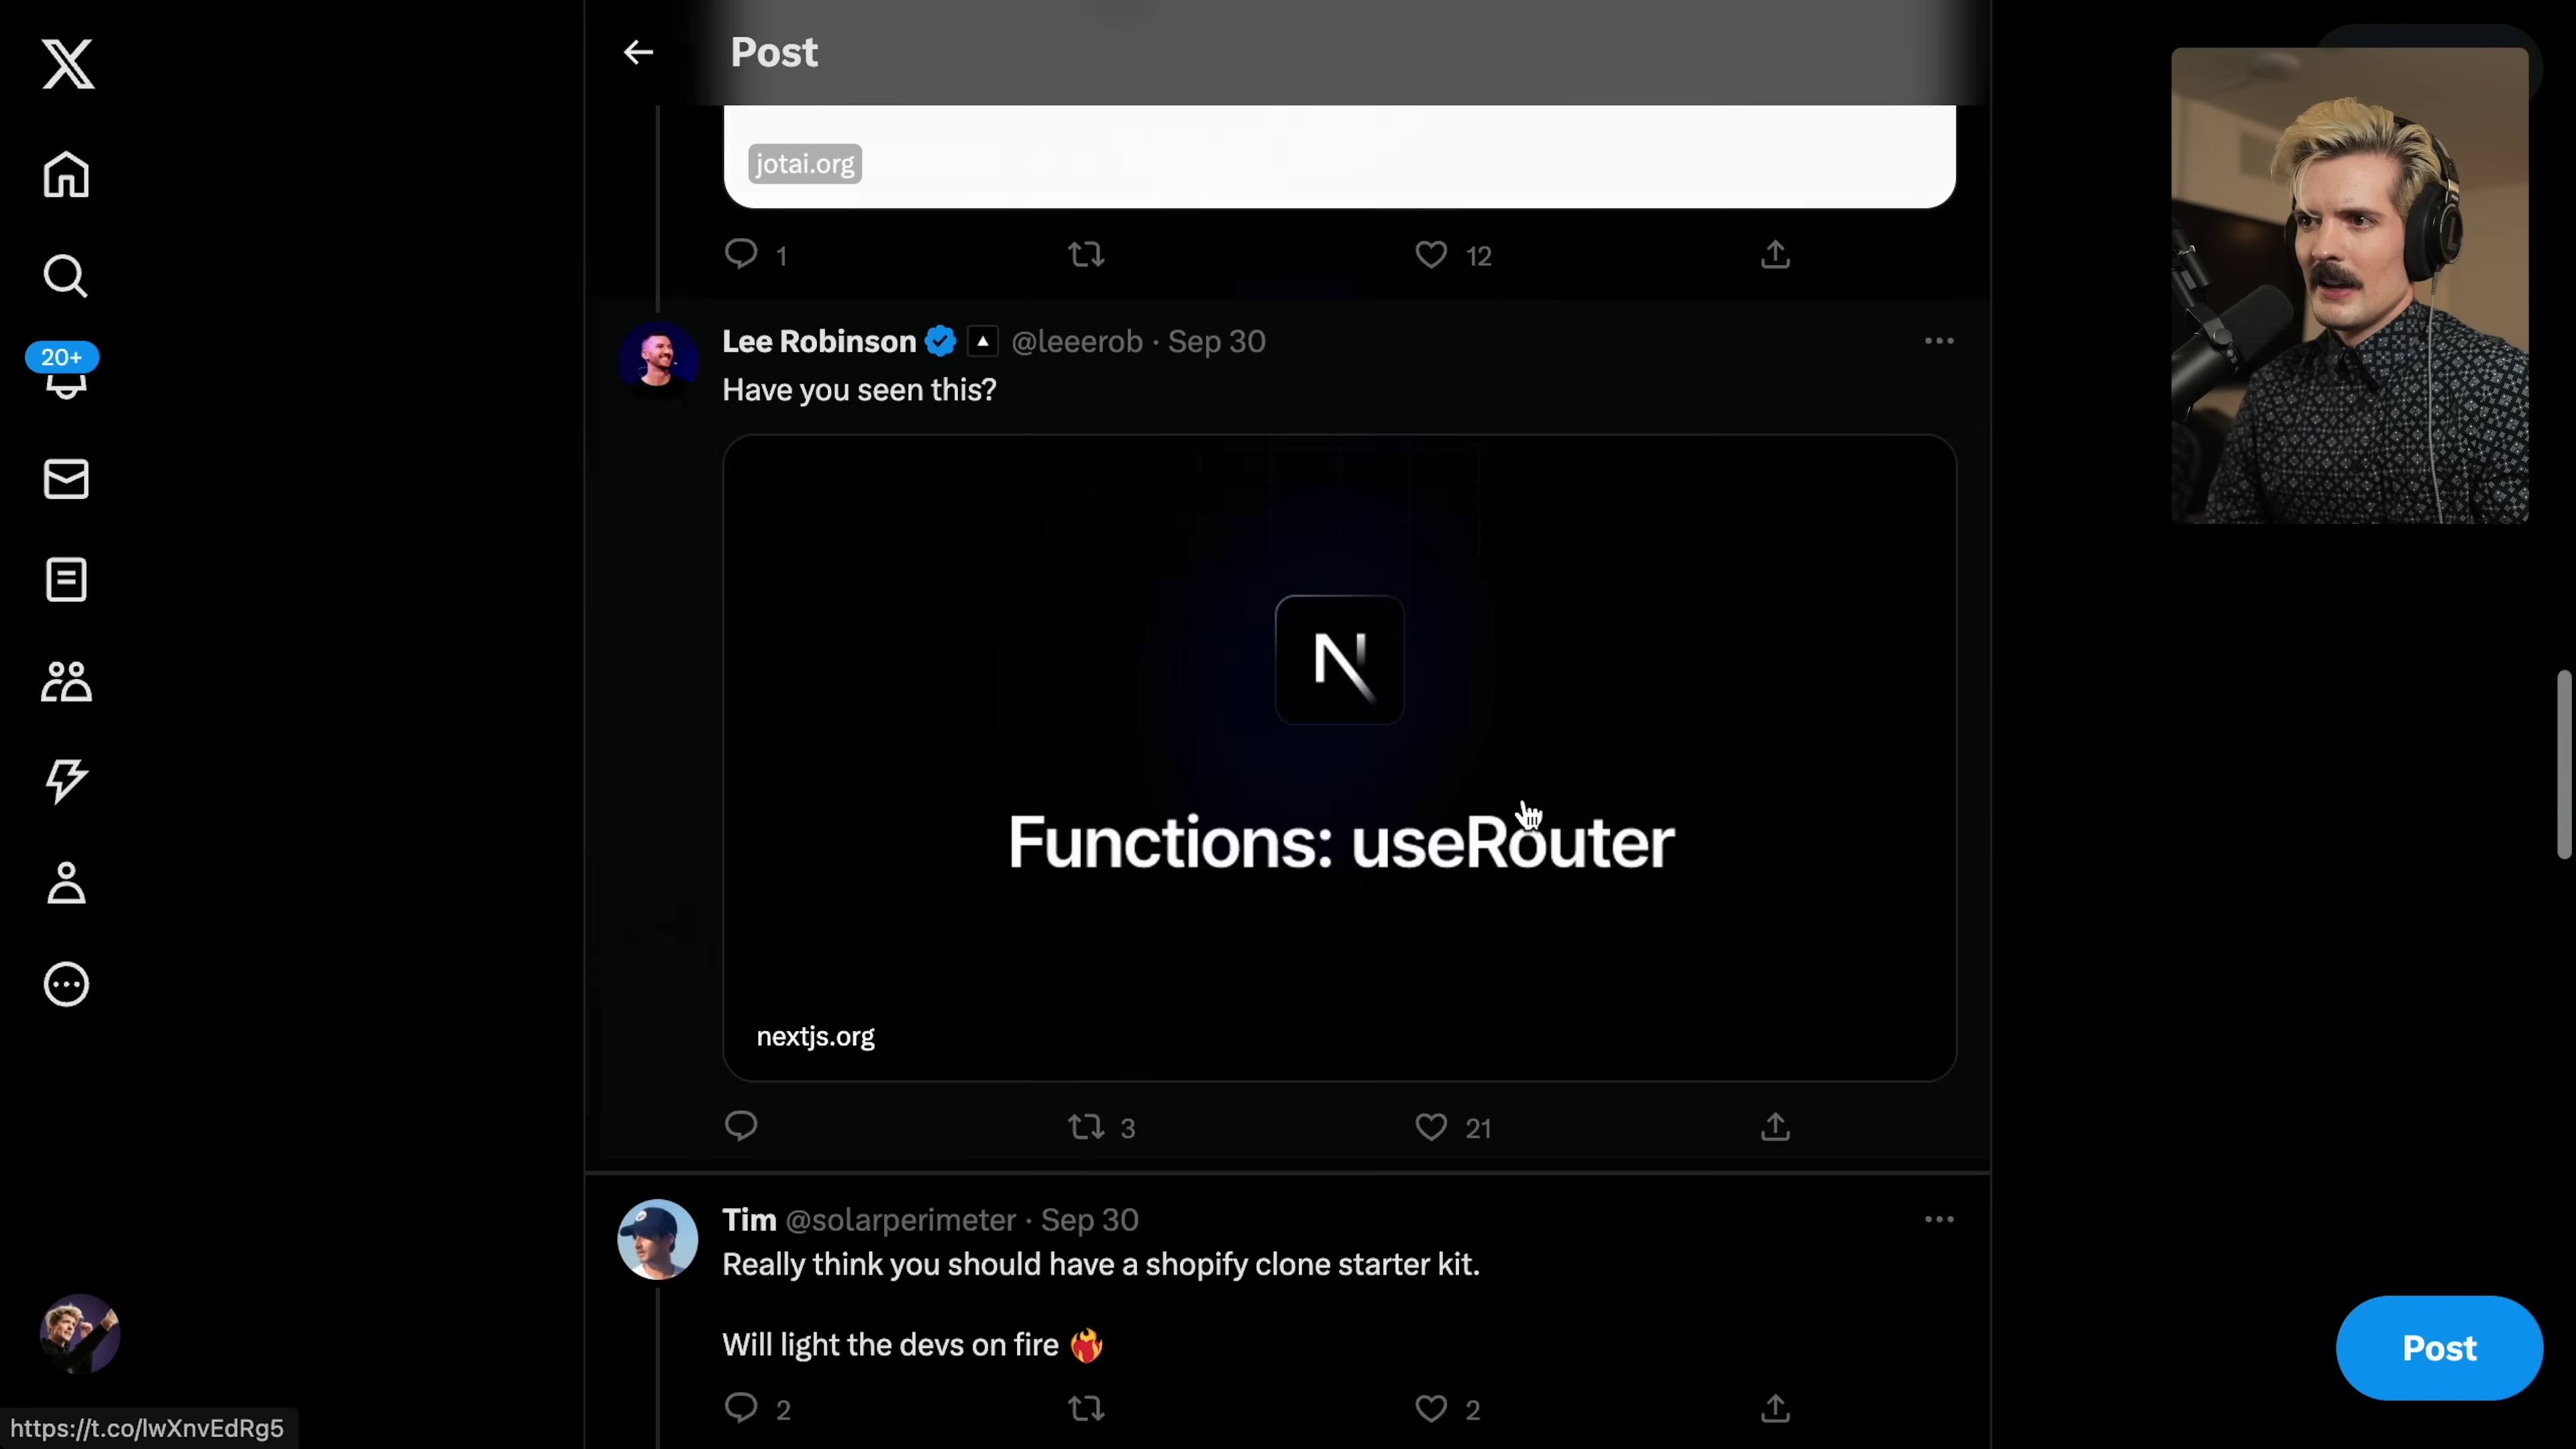 Post
jotai.org
1
12
20+
Lee Robinson @leeerob · Sep 30
Have you seen this?
N
Functions: useRouter
nextjs.org
3
21
Tim @solarperimeter · Sep 30
Really think you should have a shopify clone starter kit.
Will light the devs on fire ❤️‍🔥
2
2
Post
https://t.co/lwXnvEdRg5